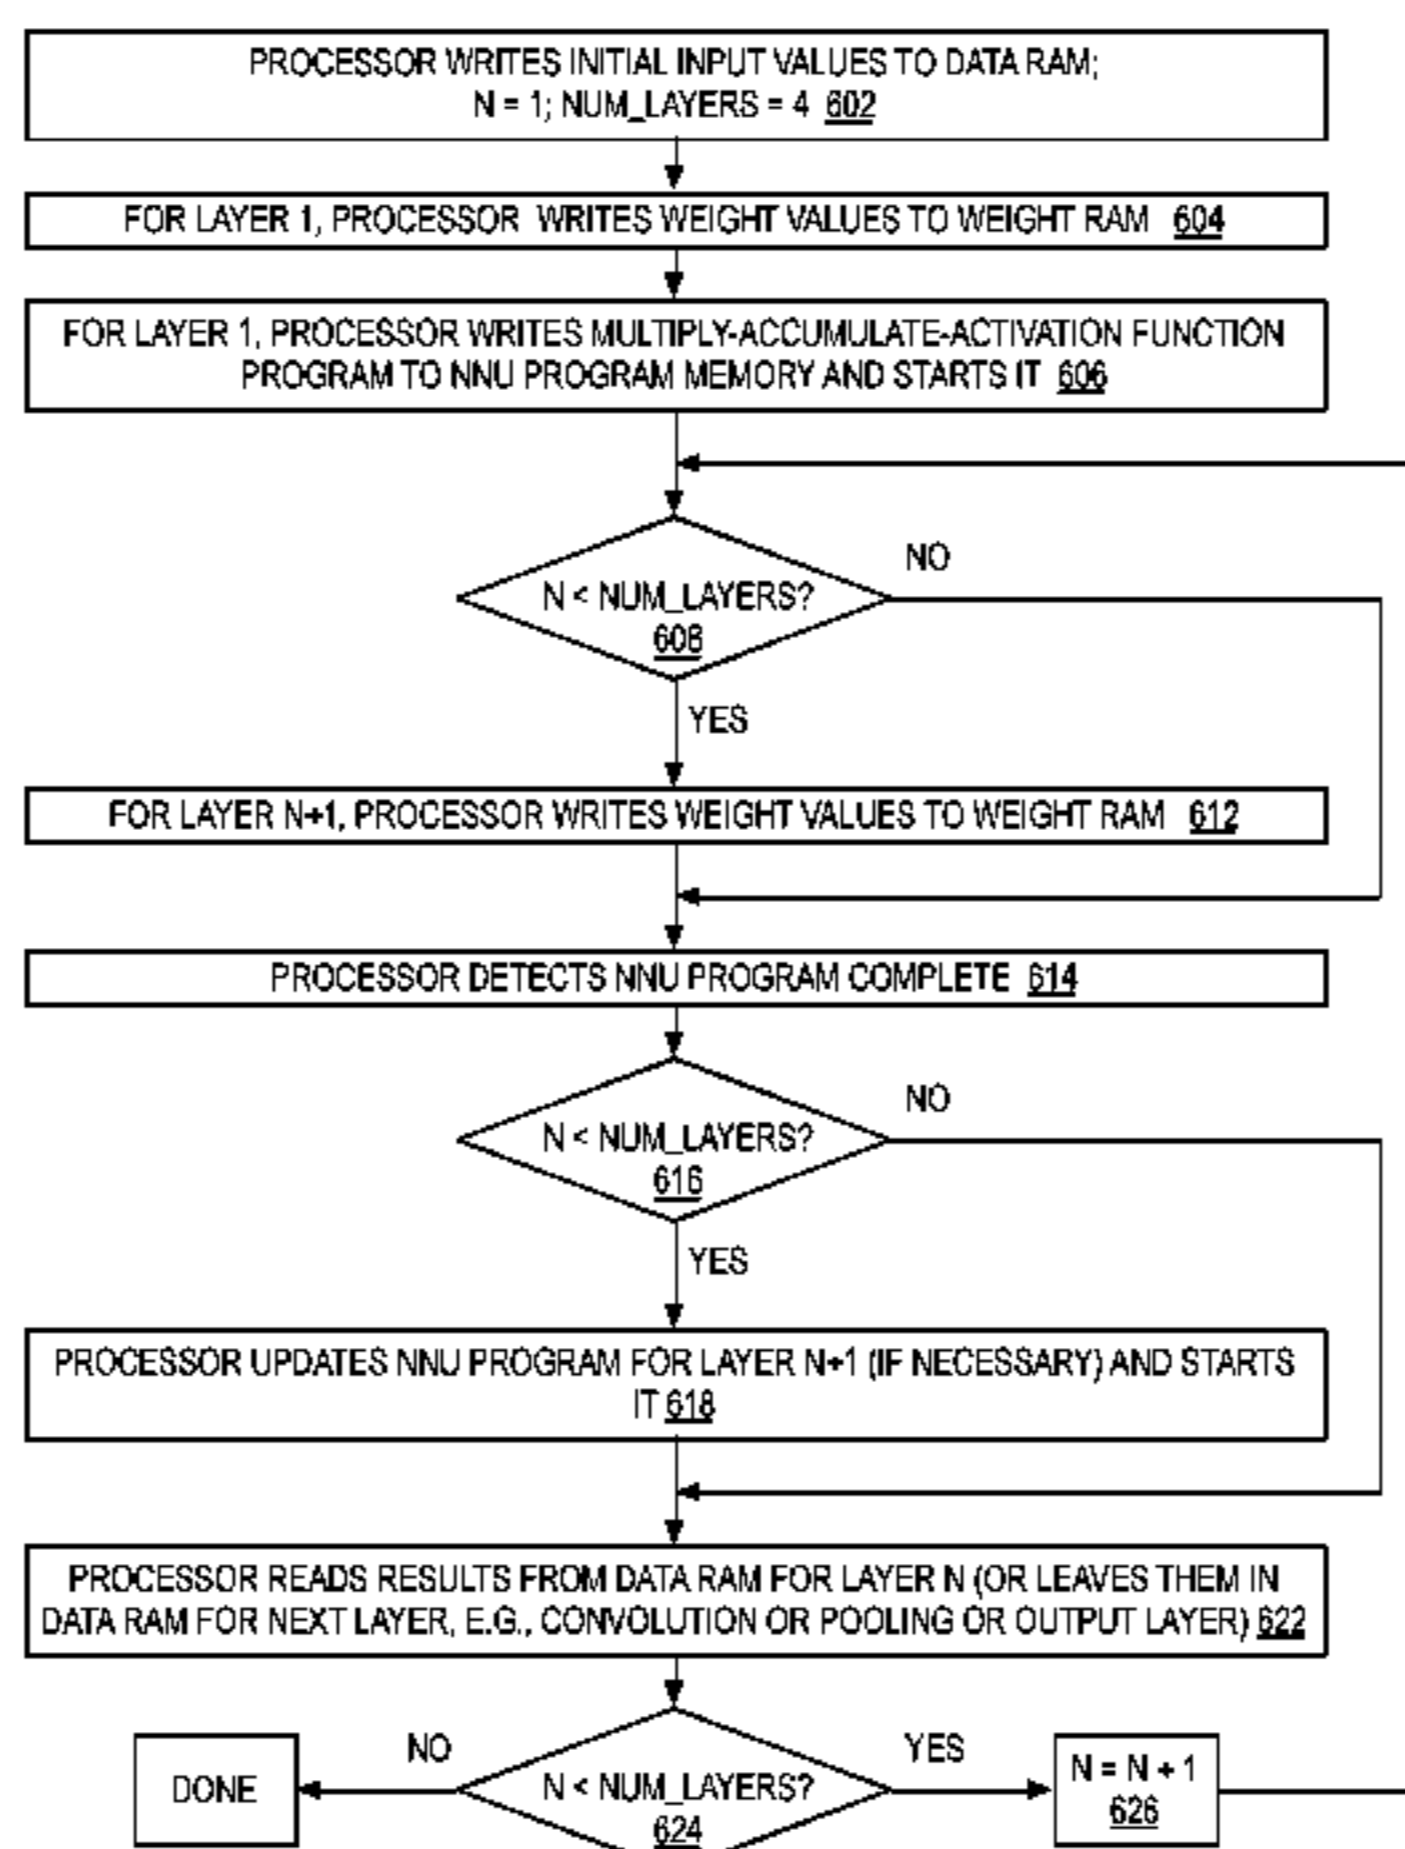 PROCESSOR WRITES INITIAL INPUT VALUES TO DATA RAM;
N = 1; NUM_LAYERS = 4 602
FOR LAYER 1, PROCESSOR WRITES WEIGHT VALUES TO WEIGHT RAM 604
FOR LAYER 1, PROCESSOR WRITES MULTIPLY-ACCUMULATE-ACTIVATION FUNCTION
PROGRAM TO NNU PROGRAM MEMORY AND STARTS IT 606
NO
N < NUM_LAYERS?
608
YES
FOR LAYER N+1, PROCESSOR WRITES WEIGHT VALUES TO WEIGHT RAM 612
PROCESSOR DETECTS NNU PROGRAM COMPLETE 614
NO
N < NUM_LAYERS?
616
YES
PROCESSOR UPDATES NNU PROGRAM FOR LAYER N+1 (IF NECESSARY) AND STARTS
IT 618
PROCESSOR READS RESULTS FROM DATA RAM FOR LAYER N (OR LEAVES THEM IN
DATA RAM FOR NEXT LAYER, E.G., CONVOLUTION OR POOLING OR OUTPUT LAYER) 622
NO
YES
DONE
N < NUM_LAYERS?
624
N = N + 1
626